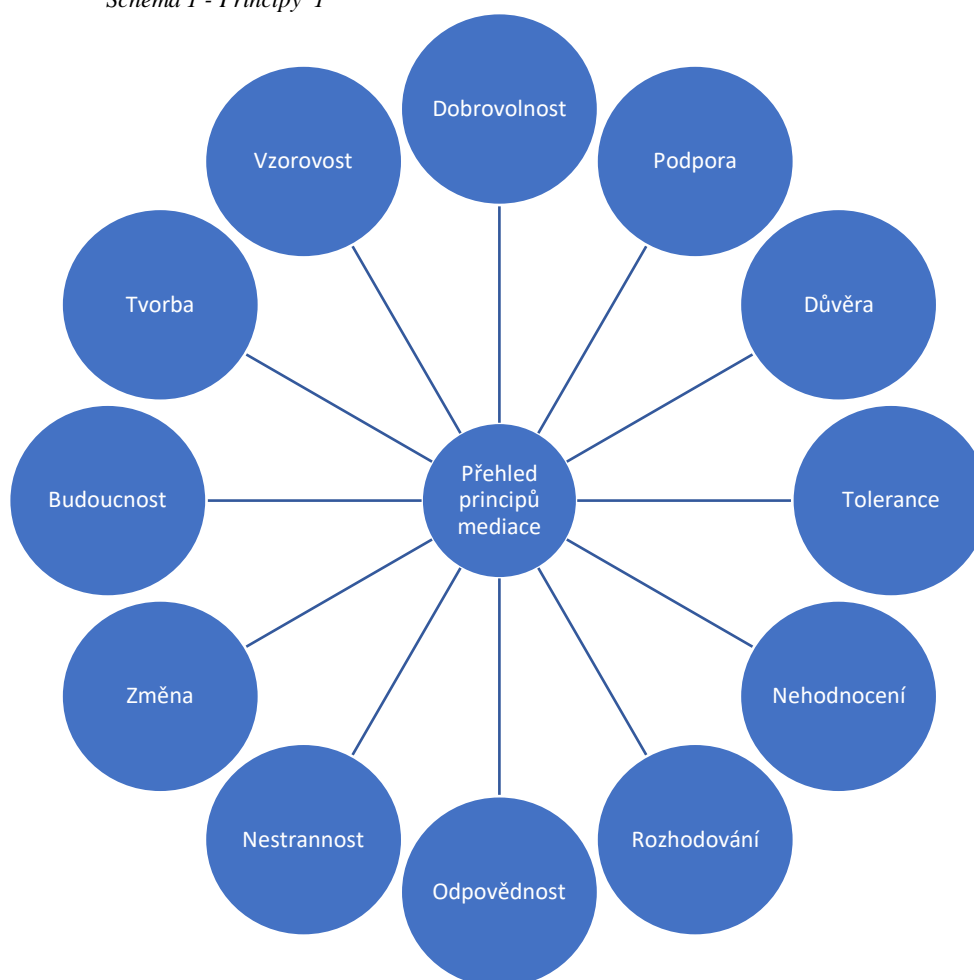 Schéma 1 - Principy 1
Dobrovolnost
Podpora
Důvěra
Tolerance
Nehodnocení
Rozhodování
Odpovědnost
Nestrannost
Změna
Budoucnost
Tvorba
Vzorovost
Přehled
principů
mediace